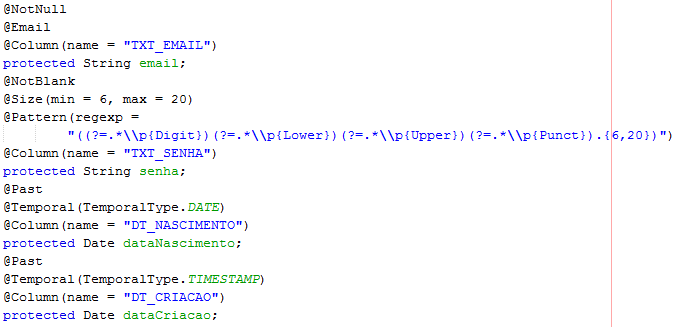 @NotNull
@Email
@Column(name = "TXT_EMAIL")
protected String email;
@NotBlank
@Size(min = 6, max = 20)
@Pattern(regexp =
"((?=.*\\p{Digit})(?=.*\\p{Lower})(?=.*\\p{Upper})(?=.*\\p{Punct}).{6,20})")
@Column(name = "TXT_SENHA")
protected String senha;
@Past
@Temporal(TemporalType.DATE)
@Column(name = "DT_NASCIMENTO")
protected Date dataNascimento;
@Past
@Temporal(TemporalType.TIMESTAMP)
@Column(name = "DT_CRIACAO")
protected Date dataCriacao;